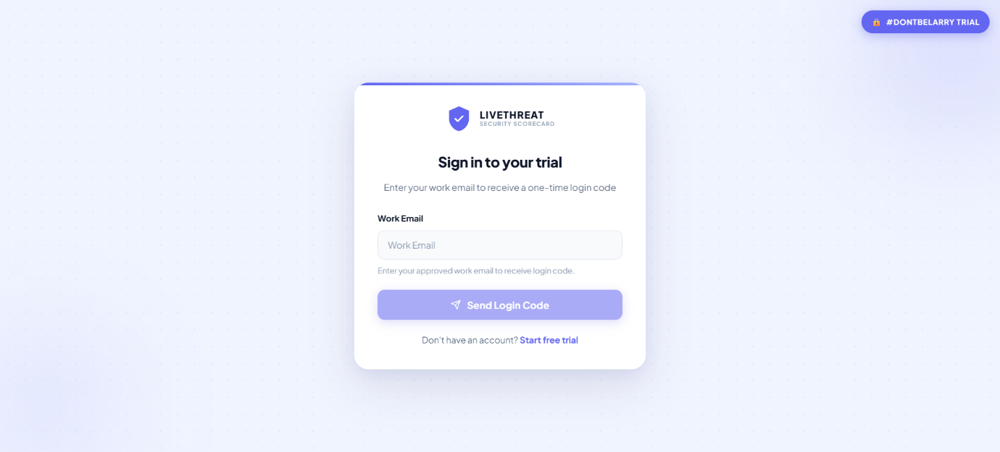 #DONTBELARRY TRIAL
LIVETHREAT
SECURITY SCORECARD
Sign in to your trial
Enter your work email to receive a one-time login code
Work Email
Work Email
Enter your approved work email to receive login code.
Send Login Code
Don't have an account? Start free trial